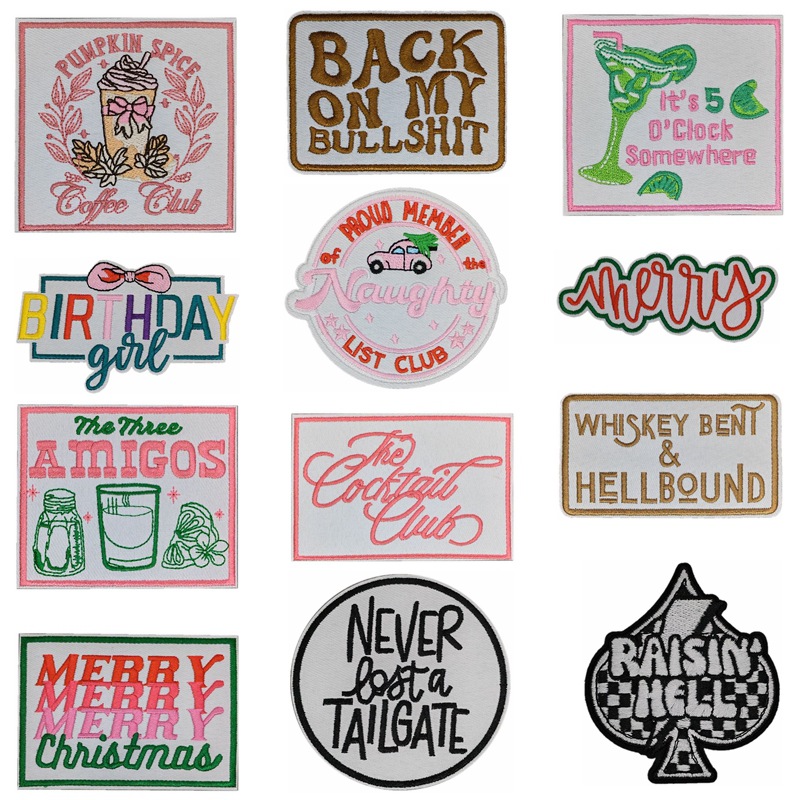 PUMPKIN SPICE
Coffee Club
BACK
ON MY
BULLSHIT
It's 5
O'Clock
Somewhere
BIRTHDAY
girl
PROUD MEMBER
of the
Nauughty
LIST CLUB
merry
The Three
AMIGOS
The
Cocktail
Club
WHISKEY BENT
&
HELLBOUND
MERRY
MERRY
MERRY
Christmas
NEVER
lost a
TAILGATE
RAISIN'
HELL